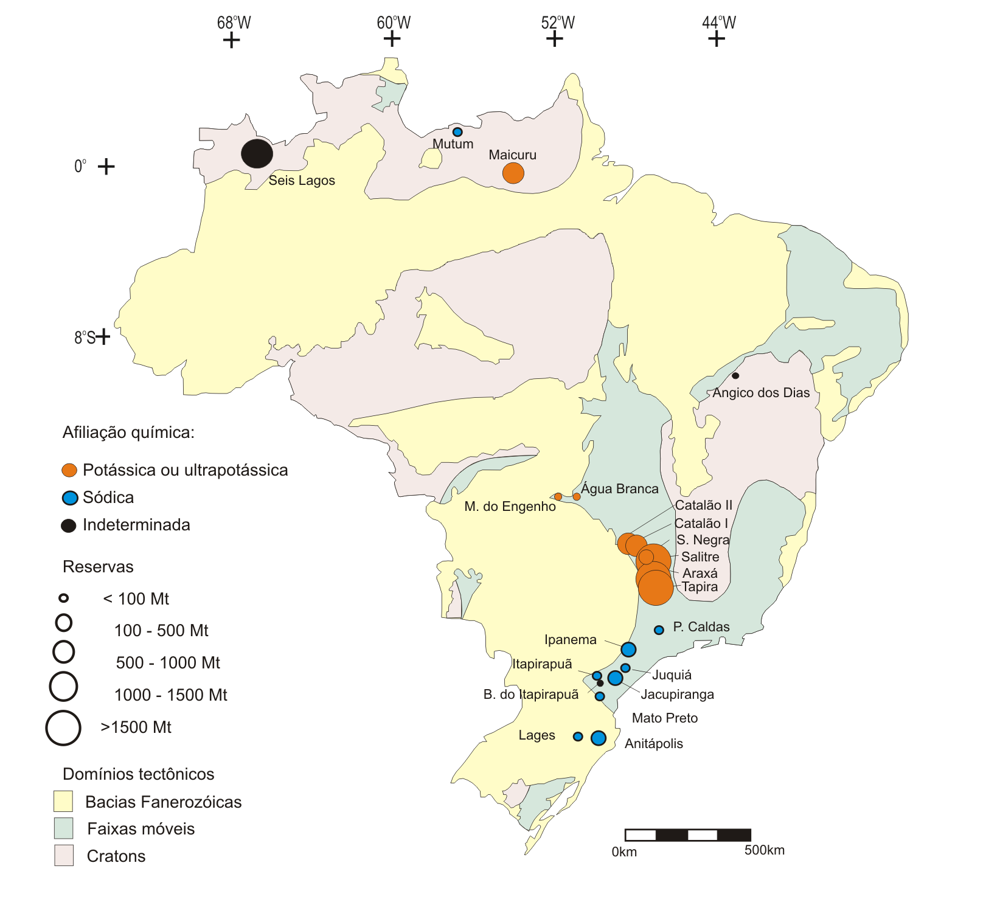 68°W
60°W
52°W
44°W
0°
8°S
Mutum
Maicuru
Seis Lagos
Angico dos Dias
Água Branca
M. do Engenho
Catalão II
Catalão I
S. Negra
Salitre
Araxá
Tapira
P. Caldas
Ipanema
Itapirapuã
Juquiá
B. do Itapirapuã
Jacupiranga
Mato Preto
Lages
Anitápolis
Afiliação química:
Potássica ou ultrapotássica
Sódica
Indeterminada
Reservas
< 100 Mt
100 - 500 Mt
500 - 1000 Mt
1000 - 1500 Mt
>1500 Mt
Domínios tectônicos
Bacias Fanerozóicas
Faixas móveis
Cratons
0km
500km